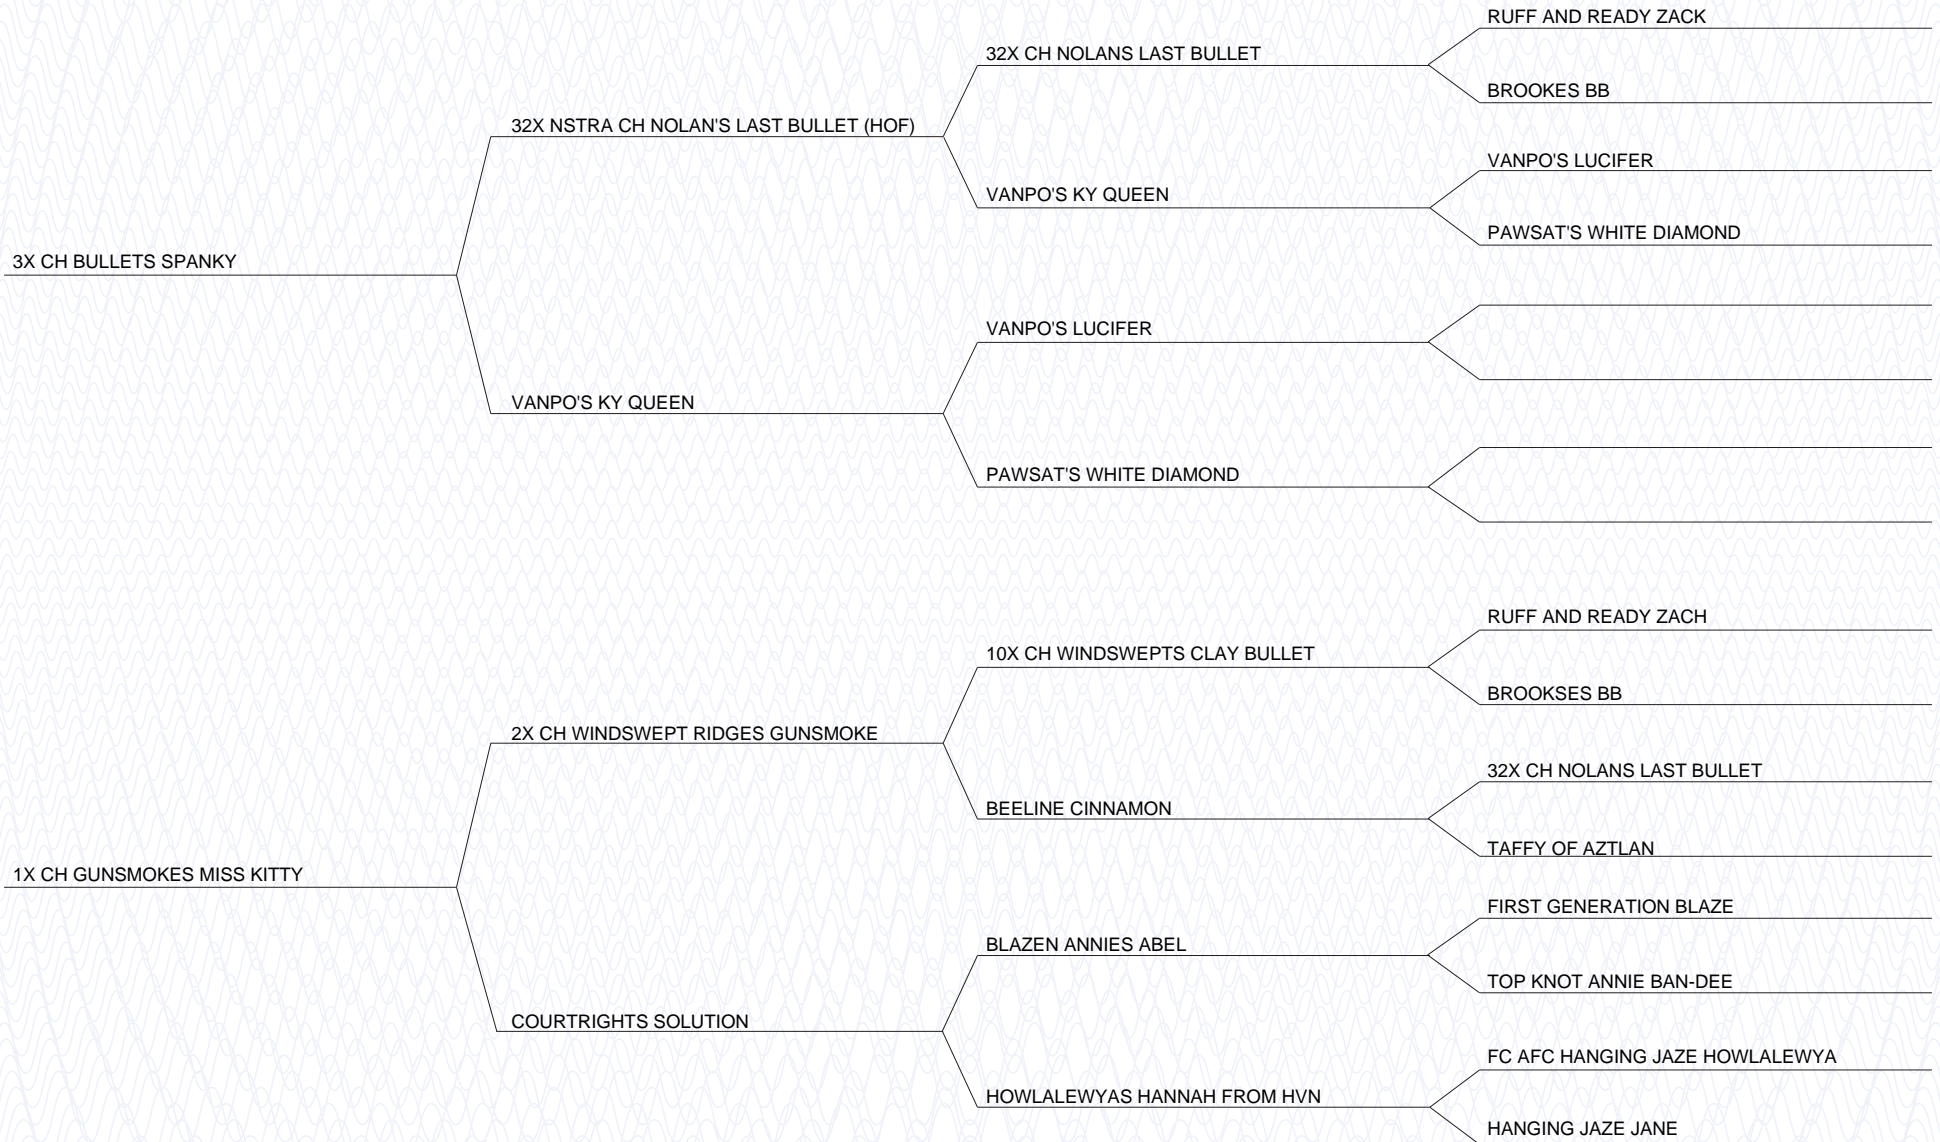 RUFF AND READY ZACK
32X CH NOLANS LAST BULLET
BROOKES BB
32X NSTRA CH NOLAN'S LAST BULLET (HOF)
VANPO'S LUCIFER
VANPO'S KY QUEEN
PAWSAT'S WHITE DIAMOND
3X CH BULLETS SPANKY
VANPO'S LUCIFER
VANPO'S KY QUEEN
PAWSAT'S WHITE DIAMOND
RUFF AND READY ZACH
10X CH WINDSWEPTS CLAY BULLET
BROOKSES BB
2X CH WINDSWEPT RIDGES GUNSMOKE
32X CH NOLANS LAST BULLET
BEELINE CINNAMON
TAFFY OF AZTLAN
1X CH GUNSMOKES MISS KITTY
FIRST GENERATION BLAZE
BLAZEN ANNIES ABEL
TOP KNOT ANNIE BAN-DEE
COURTRIGHTS SOLUTION
FC AFC HANGING JAZE HOWLALEWYA
HOWLALEWYAS HANNAH FROM HVN
HANGING JAZE JANE